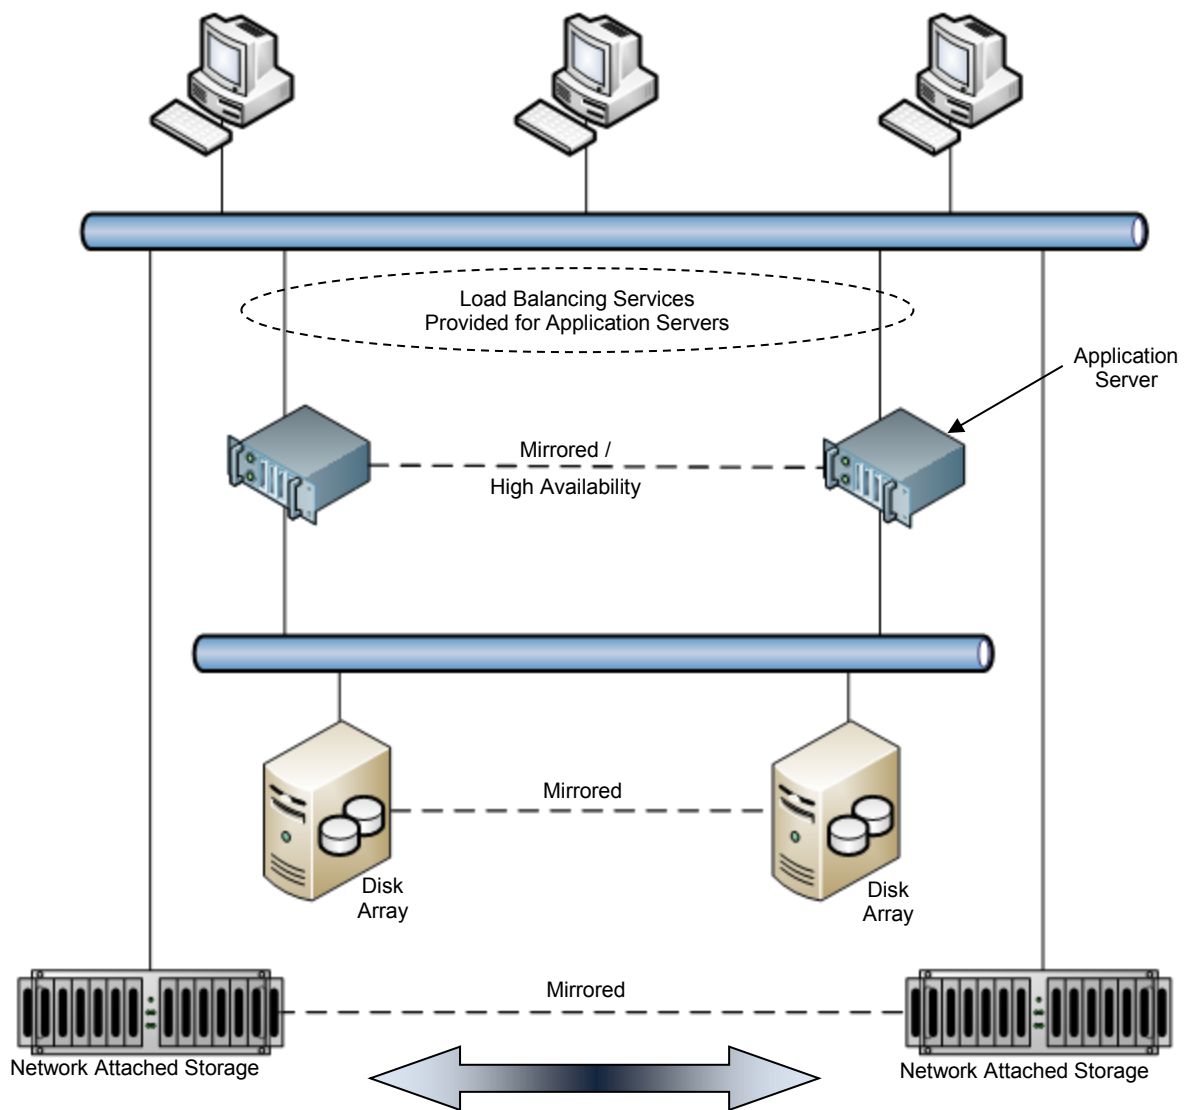 Load Balancing Services
Provided for Application Servers
Application
Server
Mirrored /
High Availability
Mirrored
Disk
Array
Disk
Array
Mirrored
Network Attached Storage
Network Attached Storage